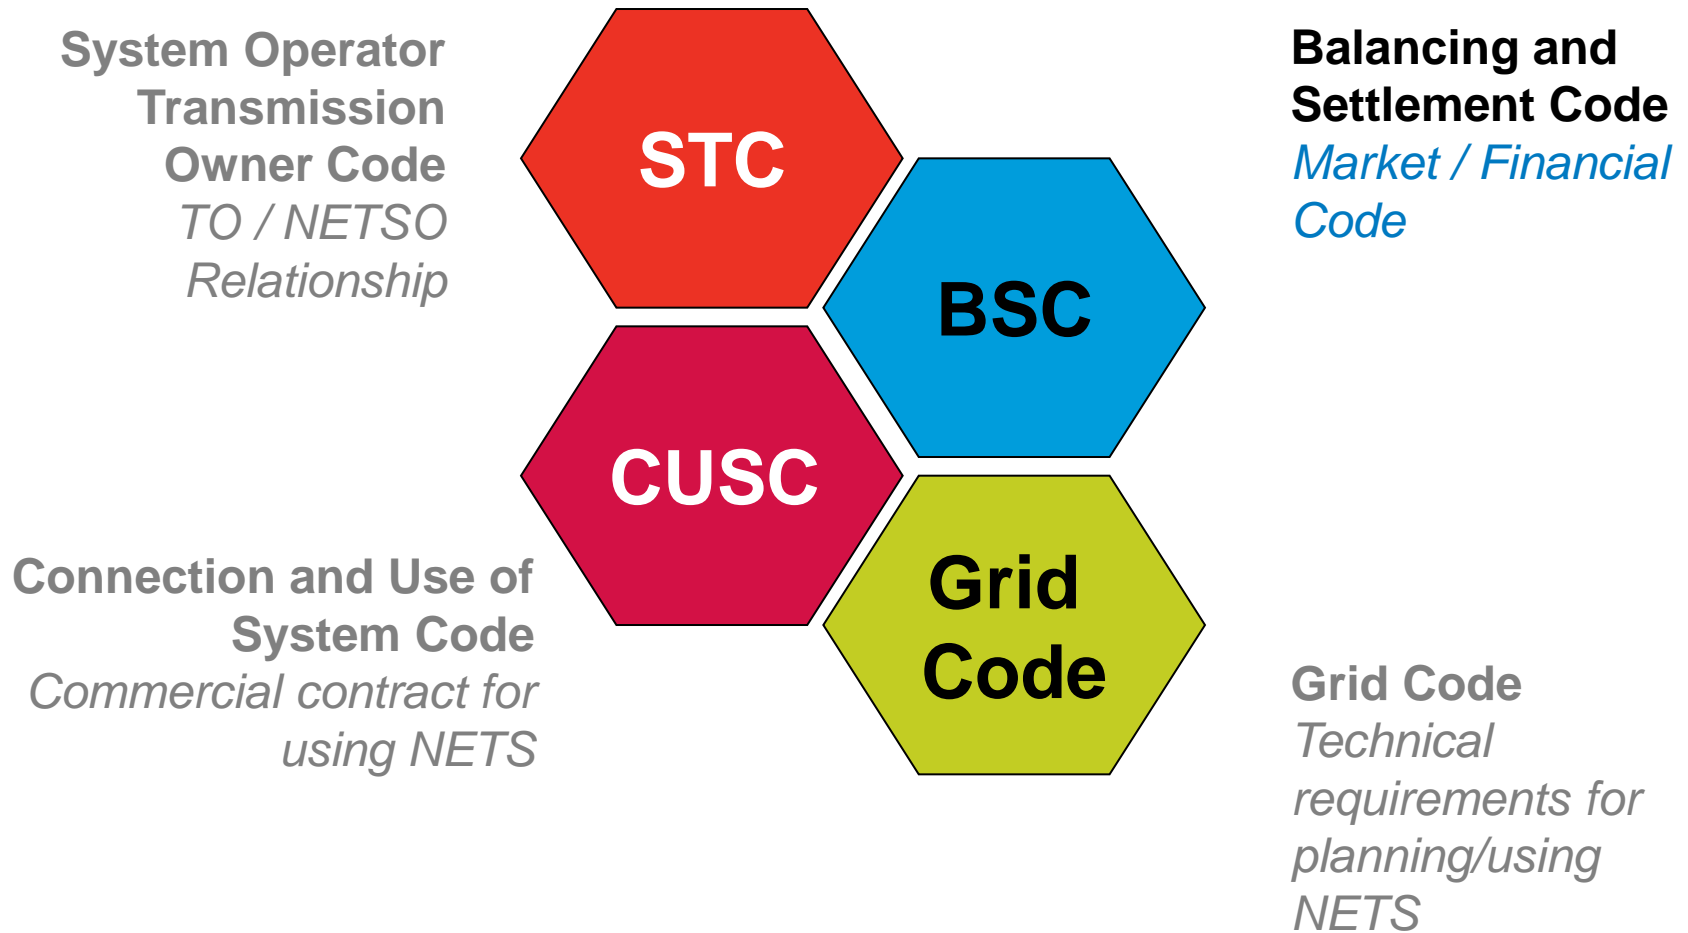 System Operator
Transmission
Owner Code
TO / NETSO
Relationship
STC
Balancing and
Settlement Code
Market / Financial
Code
BSC
CUSC
Connection and Use of
System Code
Commercial contract for
using NETS
Grid
Code
Grid Code
Technical
requirements for
planning/using
NETS